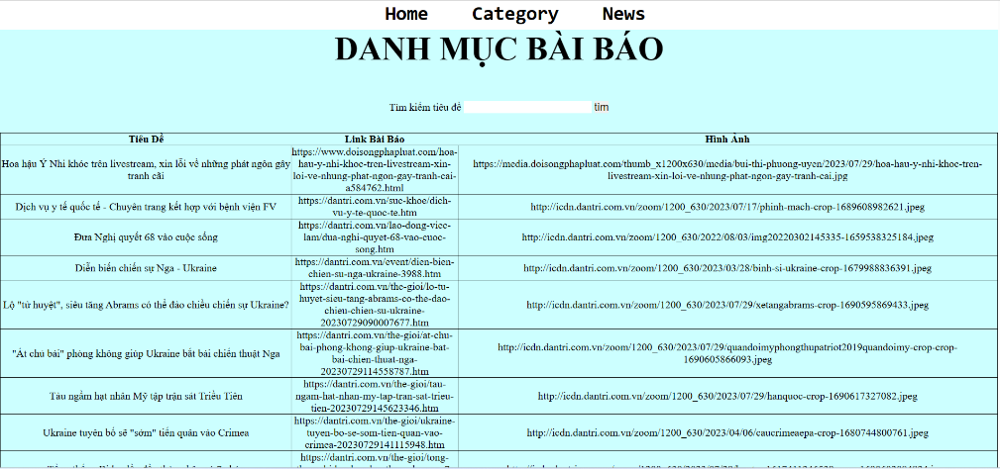 Home Category News
DANH MỤC BÀI BÁO
Tìm kiếm tiêu đề tìm
Tiêu Đề Link Bài Báo Hình Ảnh
Hoa hậu Ý Nhi khóc trên livestream, xin lỗi về những phát ngôn gây
tranh cãi
https://www.doisongphapluat.com/hoa-
hau-y-nhi-khoc-tren-livestream-xin-
loi-ve-nhung-phat-ngon-gay-tranh-cai-
a584762.html
https://media.doisongphapluat.com/thumb_x1200x630/media/bui-thi-phuong-uyen/2023/07/29/hoa-hau-y-nhi-khoc-tren-
livestream-xin-loi-ve-nhung-phat-ngon-gay-tranh-cai.jpg
Dịch vụ y tế quốc tế - Chuyên trang kết hợp với bệnh viện FV
https://dantri.com.vn/suc-khoe/dich-
vu-y-te-quoc-te.htm
http://icdn.dantri.com.vn/zoom/1200_630/2023/07/17/phinh-mach-crop-1689608982621.jpeg
Đưa Nghị quyết 68 vào cuộc sống
https://dantri.com.vn/lao-dong-viec-
lam/dua-nghi-quyet-68-vao-cuoc-
song.htm
http://icdn.dantri.com.vn/zoom/1200_630/2022/08/03/img20220302145335-1659538325184.jpeg
Diễn biến chiến sự Nga - Ukraine
https://dantri.com.vn/event/dien-bien-
chien-su-nga-ukraine-3988.htm
http://icdn.dantri.com.vn/zoom/1200_630/2023/03/28/binh-si-ukraine-crop-1679988836391.jpeg
Lộ "tử huyệt", siêu tăng Abrams có thể đảo chiều chiến sự Ukraine?
https://dantri.com.vn/the-gioi/lo-tu-
huyet-sieu-tang-abrams-co-the-dao-
chieu-chien-su-ukraine-
20230729090007677.htm
http://icdn.dantri.com.vn/zoom/1200_630/2023/07/29/xetangabrams-crop-1690595869433.jpeg
"Át chủ bài" phòng không giúp Ukraine bắt bài chiến thuật Nga
https://dantri.com.vn/the-gioi/at-chu-
bai-phong-khong-giup-ukraine-bat-
bai-chien-thuat-nga-
20230729114558787.htm
http://icdn.dantri.com.vn/zoom/1200_630/2023/07/29/quandoimyphongthupatriot2019quandoimy-crop-crop-
1690605866093.jpeg
Tàu ngầm hạt nhân Mỹ tập trận sát Triều Tiên
https://dantri.com.vn/the-gioi/tau-
ngam-hat-nhan-my-tap-tran-sat-trieu-
tien-20230729145623346.htm
http://icdn.dantri.com.vn/zoom/1200_630/2023/07/29/hanquoc-crop-1690617327082.jpeg
Ukraine tuyên bố sẽ "sớm" tiến quân vào Crimea
https://dantri.com.vn/the-gioi/ukraine-
tuyen-bo-se-som-tien-quan-vao-
crimea-20230729141115948.htm
http://icdn.dantri.com.vn/zoom/1200_630/2023/04/06/caucrimeaepa-crop-1680744800761.jpeg
https://dantri.com.vn/the-gioi/tong-